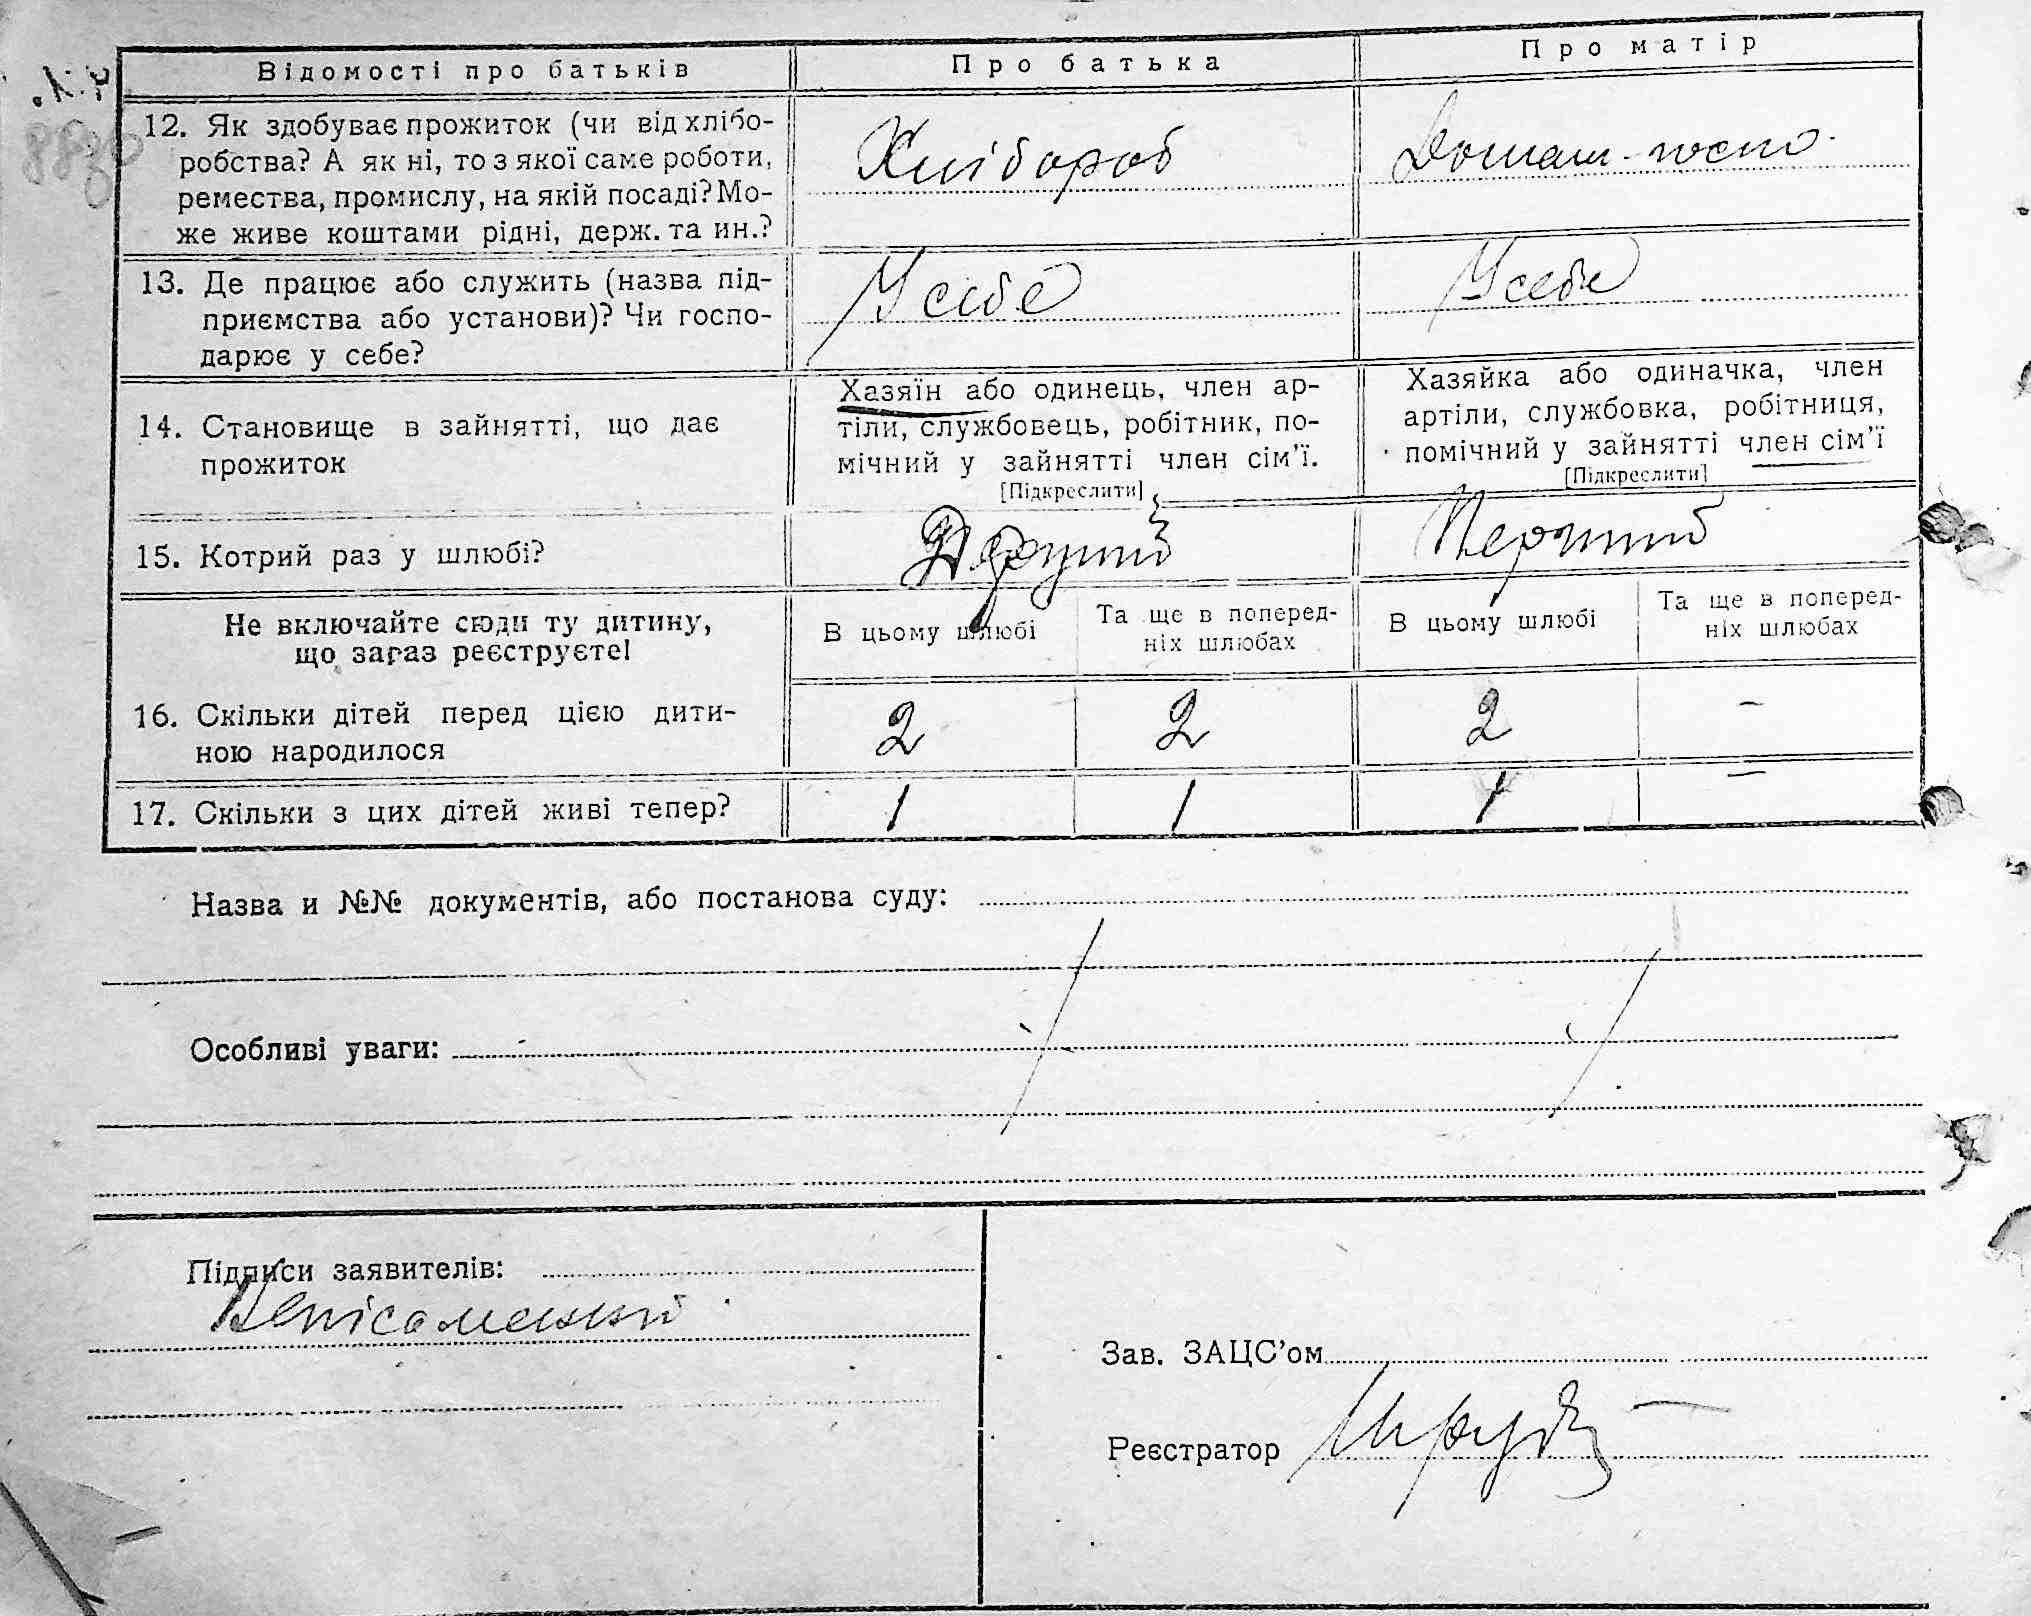 Відомості про батьків
Про батька
Про матір
12. Як здобуває прожиток (чи від хлібо-
робства? А як ні, то з якої саме роботи,
ремества, промислу, на якій посаді? Мо-
же живе коштами рідні, держ. та ин.?
Хлібороб
Домаш. госпо.
13. Де працює або служить (назва під-
приємства або установи)? Чи госпо-
дарює у себе?
У себе
У себе
14. Становище в зайнятті, що дає
прожиток
Хазяїн або одинець, член ар-
тіли, службовець, робітник, по-
мічний у зайнятті член сім'ї.
[Підкреслити]
Хазяйка або одиначка, член
артіли, службовка, робітниця,
помічний у зайнятті член сім'ї
[Підкреслити]
15. Котрий раз у шлюбі?
Другий
Перший
Не включайте сюди ту дитину,
що зараз реєструєте!
В цьому шлюбі
Та ще в поперед-
ніх шлюбах
В цьому шлюбі
Та ще в поперед-
ніх шлюбах
16. Скільки дітей перед цією дити-
ною народилося
2 2 2 -
17. Скільки з цих дітей живі тепер?
1 1 1 -
Назва и №№ документів, або постанова суду:
Особливі уваги:
Підписи заявителів:
Зав. ЗАЦС'ом
Реєстратор